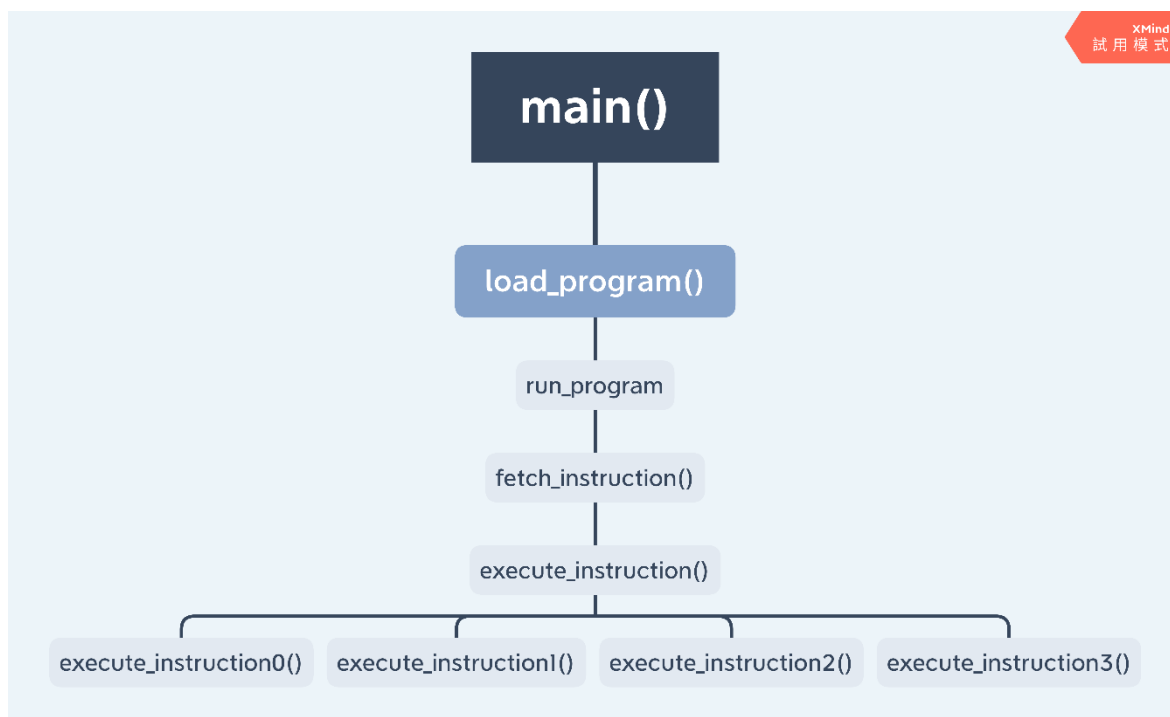 XMind
試用模式
main()
load_program()
run_program
fetch_instruction()
execute_instruction()
execute_instruction0()
execute_instruction1()
execute_instruction2()
execute_instruction3()